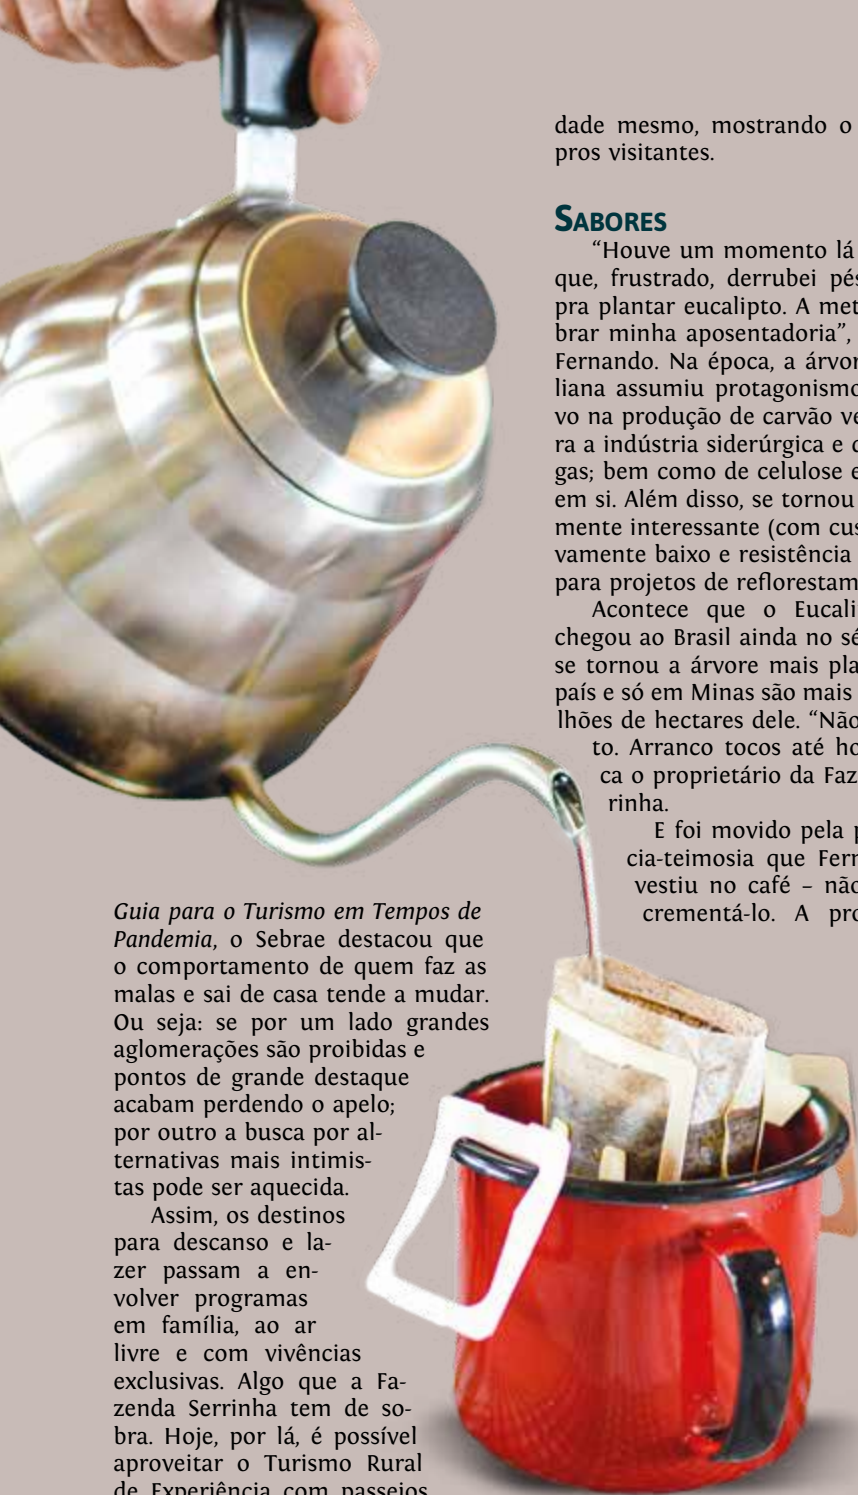 Guia para o Turismo em Tempos de
Pandemia, o Sebrae destacou que
o comportamento de quem faz as
malas e sai de casa tende a mudar.
Ou seja: se por um lado grandes
aglomerações são proibidas e
pontos de grande destaque
acabam perdendo o apelo;
por outro a busca por al-
ternativas mais intimis-
tas pode ser aquecida.
Assim, os destinos
para descanso e la-
zer passam a en-
volver programas
em família, ao ar
livre e com vivências
exclusivas. Algo que a Fa-
zenda Serrinha tem de so-
bra. Hoje, por lá, é possível
aproveitar o Turismo Rural
de Experiência com passeios
dade mesmo, mostrando o
pros visitantes.
SABORES
“Houve um momento lá
que, frustrado, derrubei pés
pra plantar eucalipto. A met
brar minha aposentadoria”,
Fernando. Na época, a árvor
liana assumiu protagonismo
vo na produção de carvão ve
ra a indústria siderúrgica e d
gas; bem como de celulose e
em si. Além disso, se tornou
mente interessante (com cus
vamente baixo e resistência
para projetos de reflorestam
Acontece que o Eucali
chegou ao Brasil ainda no sé
se tornou a árvore mais pla
país e só em Minas são mais
lhões de hectares dele. “Não
to. Arranco tocos até ho
ca o proprietário da Faz
rinha.
E foi movido pela p
cia-teimosia que Fern
vestiu no café – não
crementá-lo. A pro